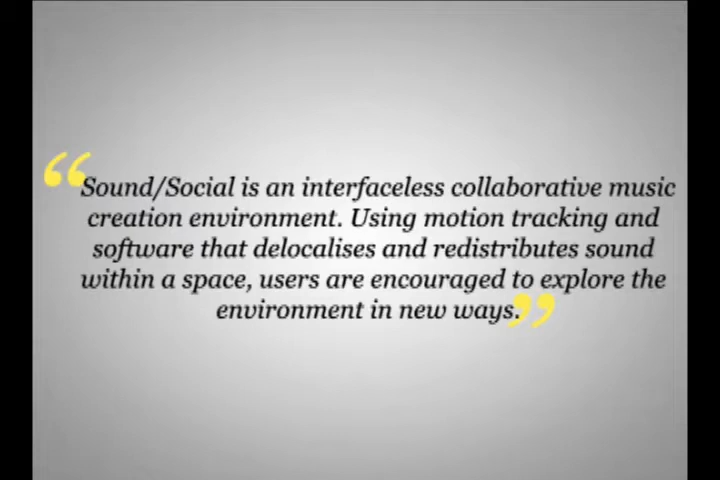 “Sound/Social is an interfaceless collaborative music
creation environment. Using motion tracking and
software that delocalises and redistributes sound
within a space, users are encouraged to explore the
environment in new ways.”